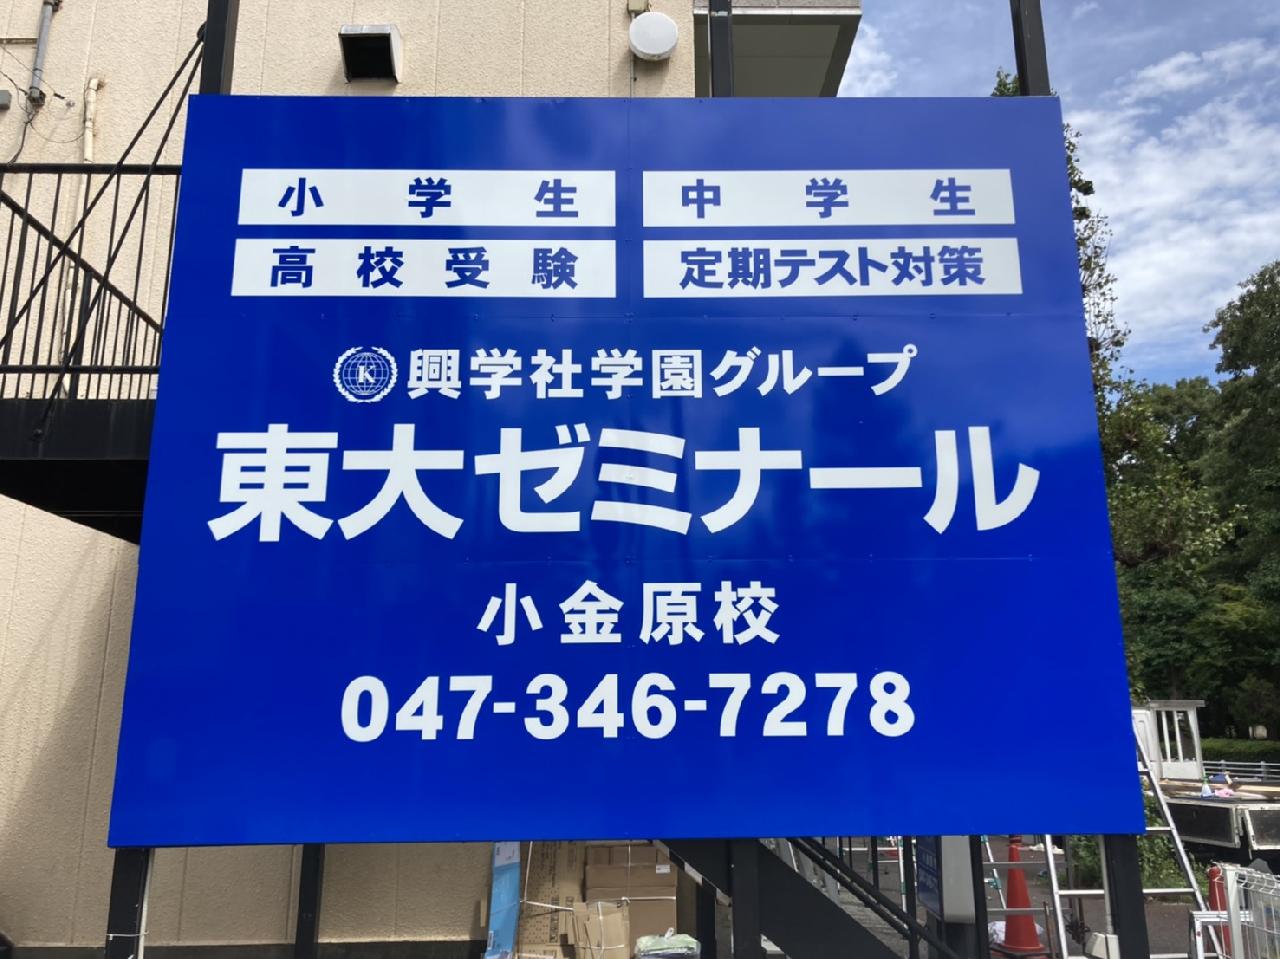 小学生 中学生
高校受験 定期テスト対策
K 興学社学園グループ
東大ゼミナール
小金原校
047-346-7278